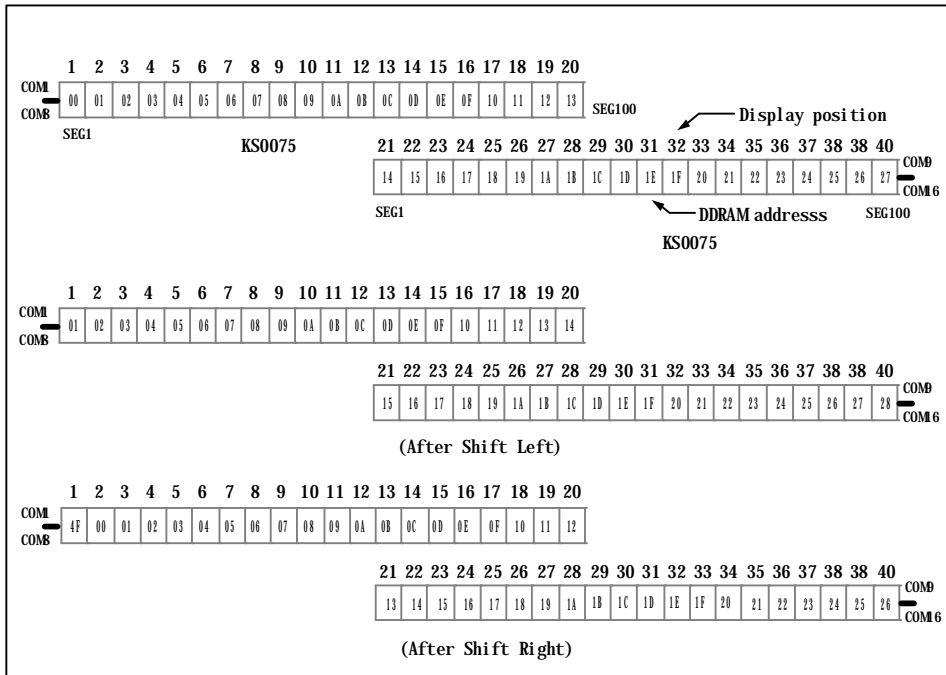 1 2 3 4 5 6 7 8 9 10 11 12 13 14 15 16 17 18 19 20
COM1
00 01 02 03 04 05 06 07 08 09 0A 0B 0C 0D 0E 0F 10 11 12 13
COM8
SEG100
SEG1
KS0075
Display position
21 22 23 24 25 26 27 28 29 30 31 32 33 34 35 36 37 38 38 40
COM9
14 15 16 17 18 19 1A 1B 1C 1D 1E 1F 20 21 22 23 24 25 26 27
COM16
SEG1
DDRAM addresss
SEG100
KS0075
1 2 3 4 5 6 7 8 9 10 11 12 13 14 15 16 17 18 19 20
COM1
01 02 03 04 05 06 07 08 09 0A 0B 0C 0D 0E 0F 10 11 12 13 14
COM8
21 22 23 24 25 26 27 28 29 30 31 32 33 34 35 36 37 38 38 40
COM9
15 16 17 18 19 1A 1B 1C 1D 1E 1F 20 21 22 23 24 25 26 27 28
COM16
(After Shift Left)
1 2 3 4 5 6 7 8 9 10 11 12 13 14 15 16 17 18 19 20
COM1
4F 00 01 02 03 04 05 06 07 08 09 0A 0B 0C 0D 0E 0F 10 11 12
COM8
21 22 23 24 25 26 27 28 29 30 31 32 33 34 35 36 37 38 38 40
COM9
13 14 15 16 17 18 19 1A 1B 1C 1D 1E 1F 20 21 22 23 24 25 26
COM16
(After Shift Right)